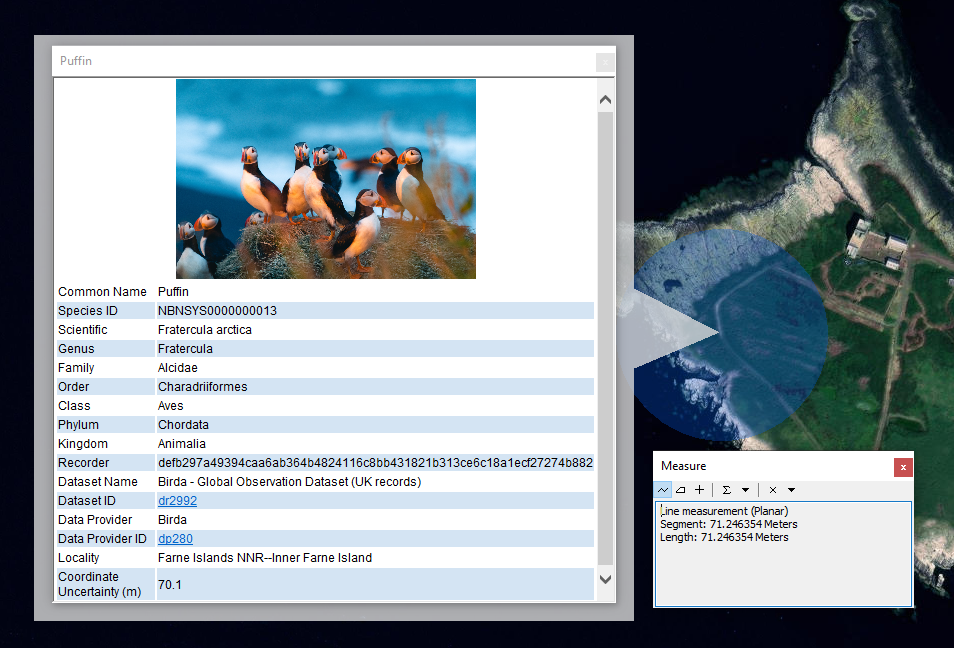 Puffin
Common Name Puffin
Species ID NBNSYS0000000013
Scientific Fratercula arctica
Genus Fratercula
Family Alcidae
Order Charadriiformes
Class Aves
Phylum Chordata
Kingdom Animalia
Recorder defb297a49394caa6ab364b4824116c8bb431821b313ce6c18a1ecf27274b882
Dataset Name Birda - Global Observation Dataset (UK records)
Dataset ID dr2992
Data Provider Birda
Data Provider ID dp280
Locality Farne Islands NNR--Inner Farne Island
Coordinate
Uncertainty (m) 70.1
Measure
Line measurement (Planar)
Segment: 71.246354 Meters
Length: 71.246354 Meters